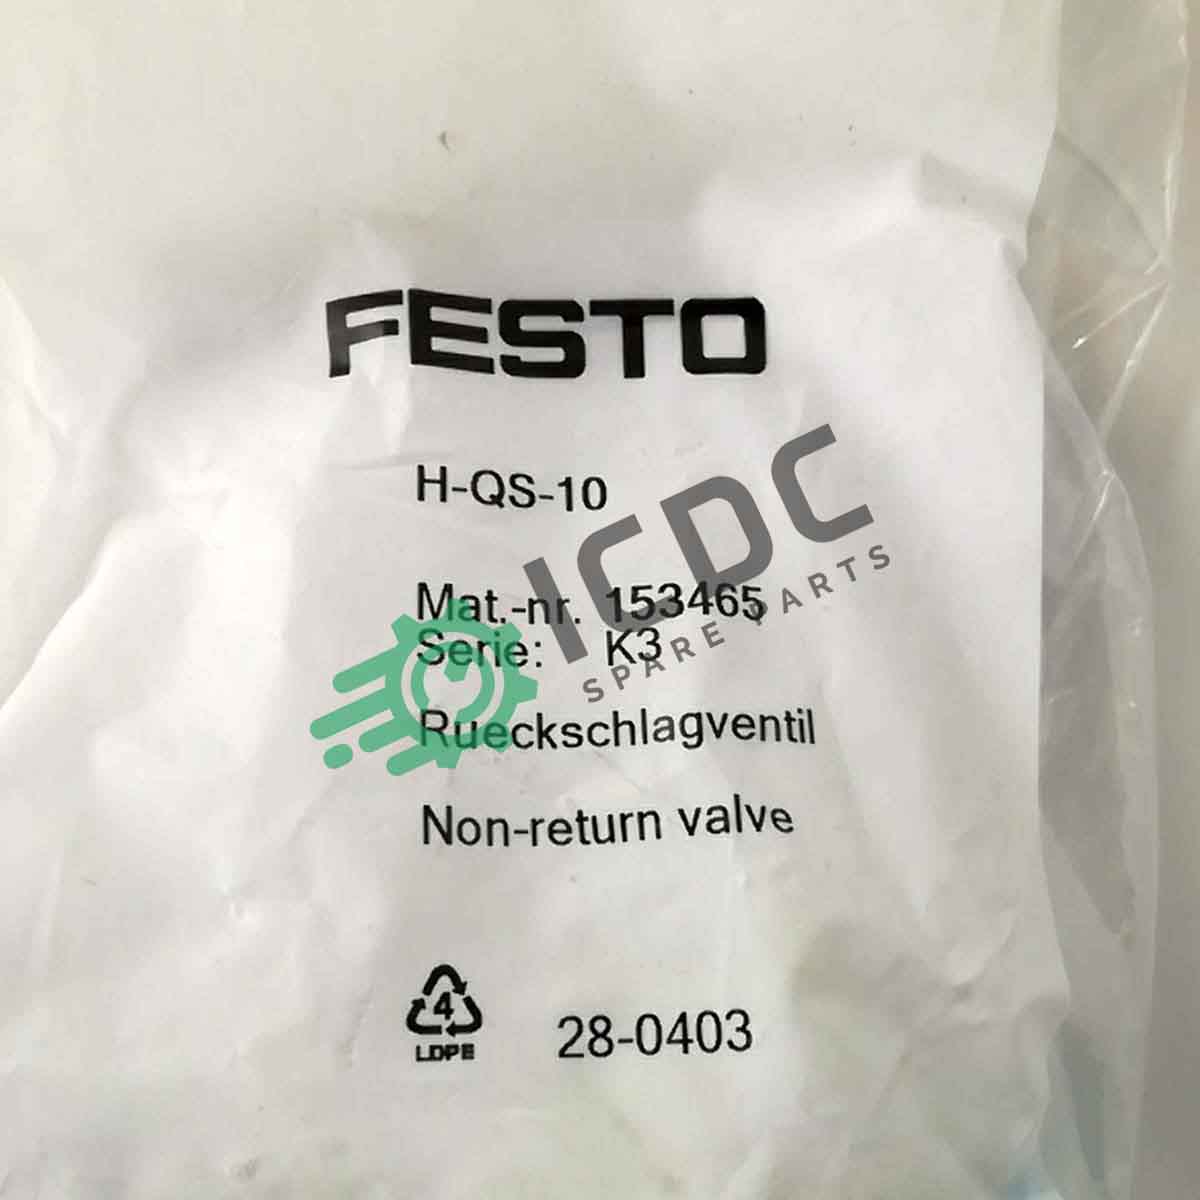 FESTO
H-QS-10
ICDC
SPARE PARTS
Mat.-nr. 153465
Serie: K3
Rueckschlagventil
Non-return valve
4
LDPE
28-0403